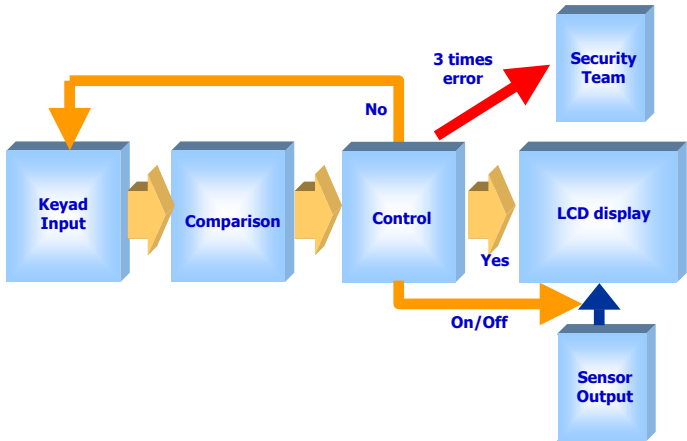 3 times
error
Security
Team
No
Keyad
Input
Comparison
Control
LCD display
Yes
On/Off
Sensor
Output